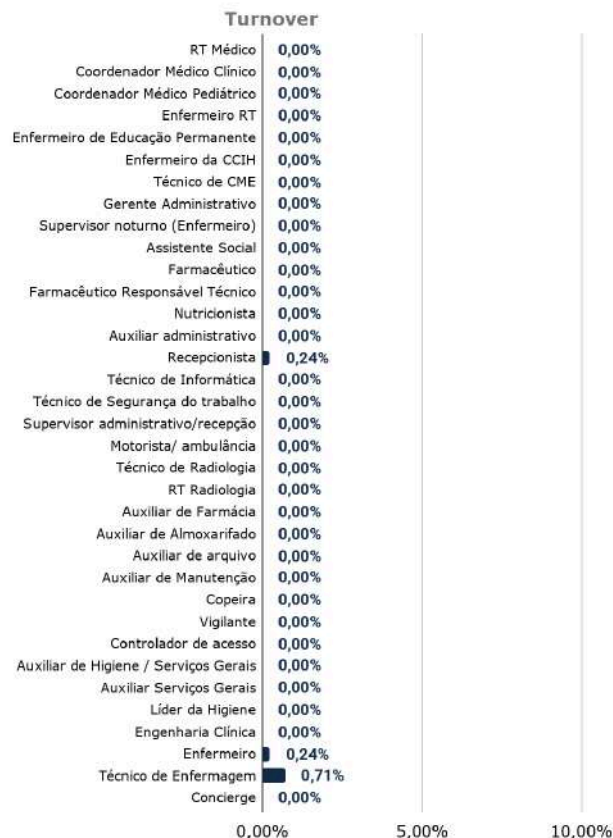 Turnover
RT Médico 0,00%
Coordenador Médico Clínico 0,00%
Coordenador Médico Pediátrico 0,00%
Enfermeiro RT 0,00%
Enfermeiro de Educação Permanente 0,00%
Enfermeiro da CCIH 0,00%
Técnico de CME 0,00%
Gerente Administrativo 0,00%
Supervisor noturno (Enfermeiro) 0,00%
Assistente Social 0,00%
Farmacêutico 0,00%
Farmacêutico Responsável Técnico 0,00%
Nutricionista 0,00%
Auxiliar administrativo 0,00%
Recepcionista 0,24%
Técnico de Informática 0,00%
Técnico de Segurança do trabalho 0,00%
Supervisor administrativo/recepção 0,00%
Motorista/ ambulância 0,00%
Técnico de Radiologia 0,00%
RT Radiologia 0,00%
Auxiliar de Farmácia 0,00%
Auxiliar de Almoxarifado 0,00%
Auxiliar de arquivo 0,00%
Auxiliar de Manutenção 0,00%
Copeira 0,00%
Vigilante 0,00%
Controlador de acesso 0,00%
Auxiliar de Higiene / Serviços Gerais 0,00%
Auxiliar Serviços Gerais 0,00%
Líder da Higiene 0,00%
Engenharia Clínica 0,00%
Enfermeiro 0,24%
Técnico de Enfermagem 0,71%
Concierge 0,00%
0,00% 5,00% 10,00%